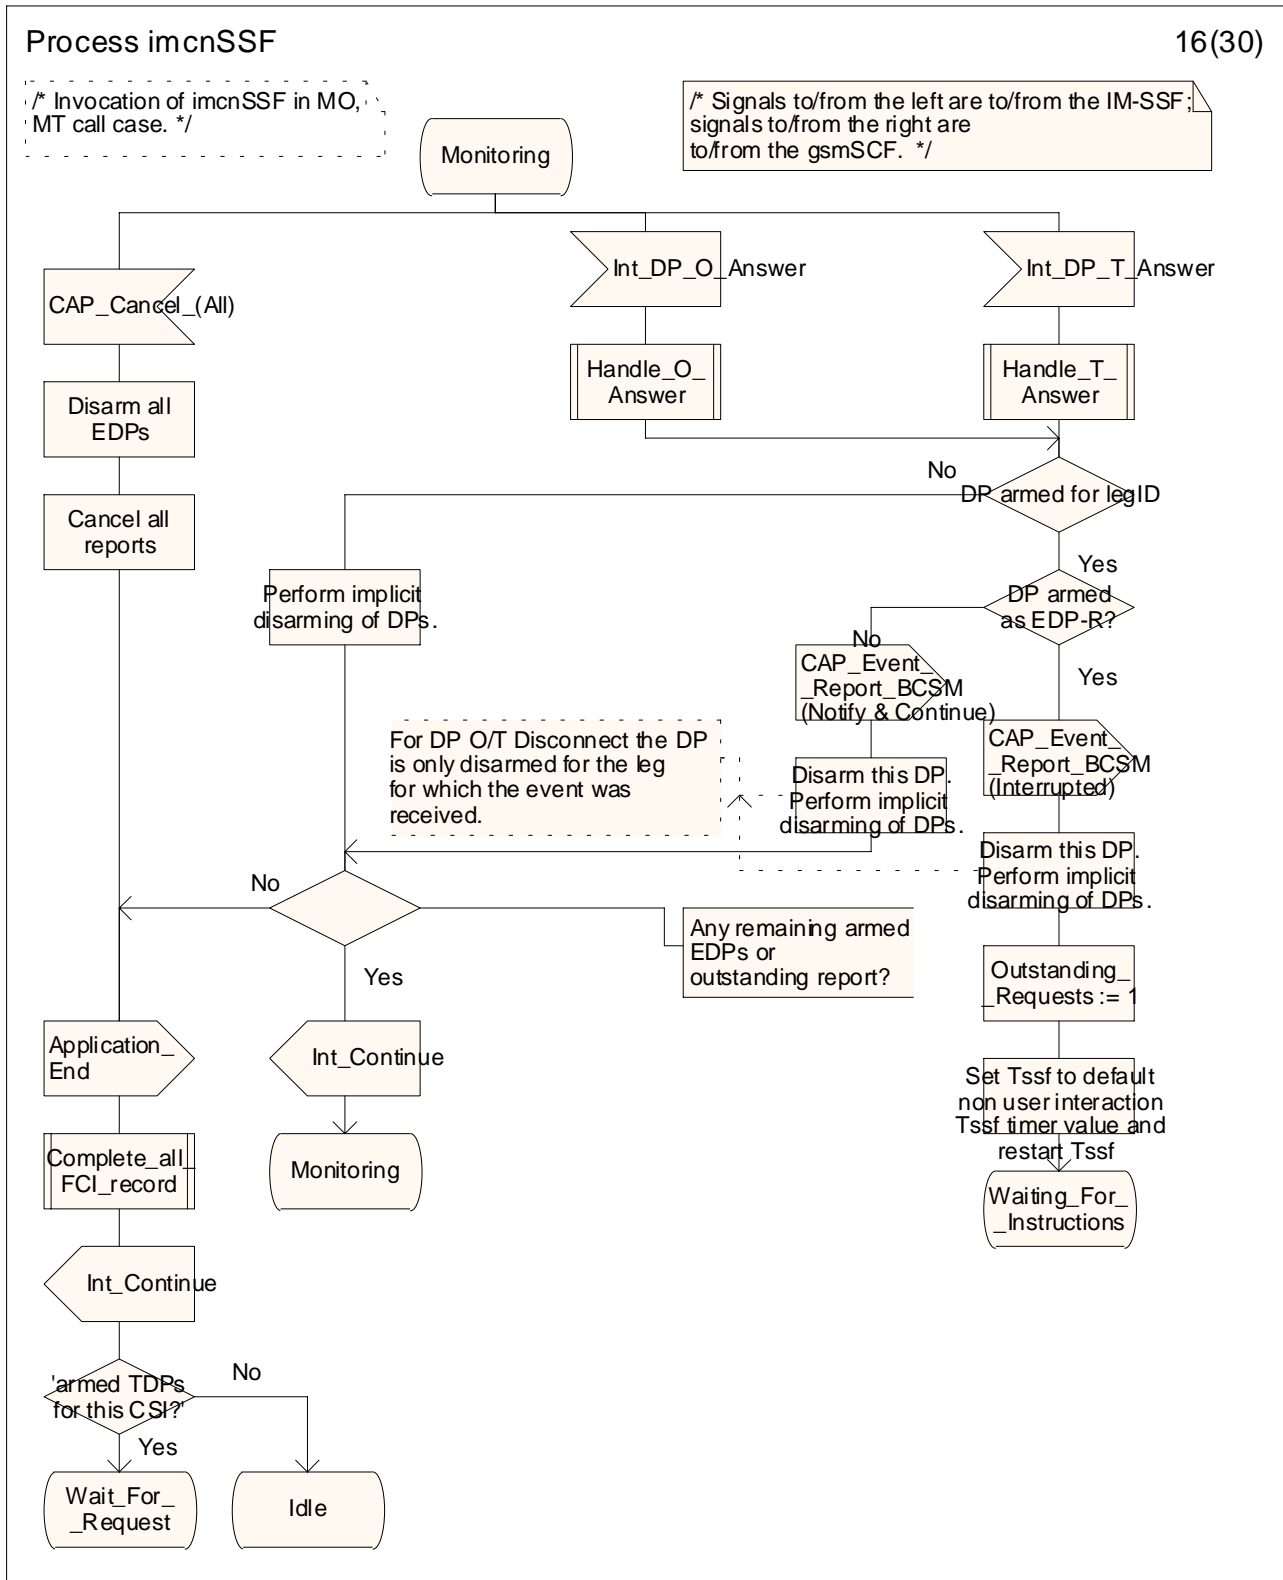 Process imcnSSF
16(30)
/* Invocation of imcnSSF in MO,
MT call case. */
/* Signals to/from the left are to/from the IM-SSF;
signals to/from the right are
to/from the gsmSCF.  */
Monitoring
Int_DP_O_Answer
Int_DP_T_Answer
CAP_Cancel_(All)
Handle_O_
Answer
Handle_T_
Answer
Disarm all
EDPs
No
DP armed for legID
Cancel all
reports
Yes
Perform implicit
disarming of DPs.
DP armed
as EDP-R?
No
CAP_Event_
_Report_BCSM
(Notify & Continue)
Yes
For DP O/T Disconnect the DP
is only disarmed for the leg
for which the event was
received.
CAP_Event_
_Report_BCSM
(Interrupted)
Disarm this DP.
Perform implicit
disarming of DPs.
Disarm this DP.
Perform implicit
disarming of DPs.
No
Any remaining armed
EDPs or
outstanding report?
Yes
Outstanding_
_Requests := 1
Application_
End
Int_Continue
Set Tssf to default
non user interaction
Tssf timer value and
restart Tssf
Complete_all_
FCI_record
Monitoring
Waiting_For_
_Instructions
Int_Continue
'armed TDPs
for this CSI?'
No
Yes
Wait_For_
_Request
Idle